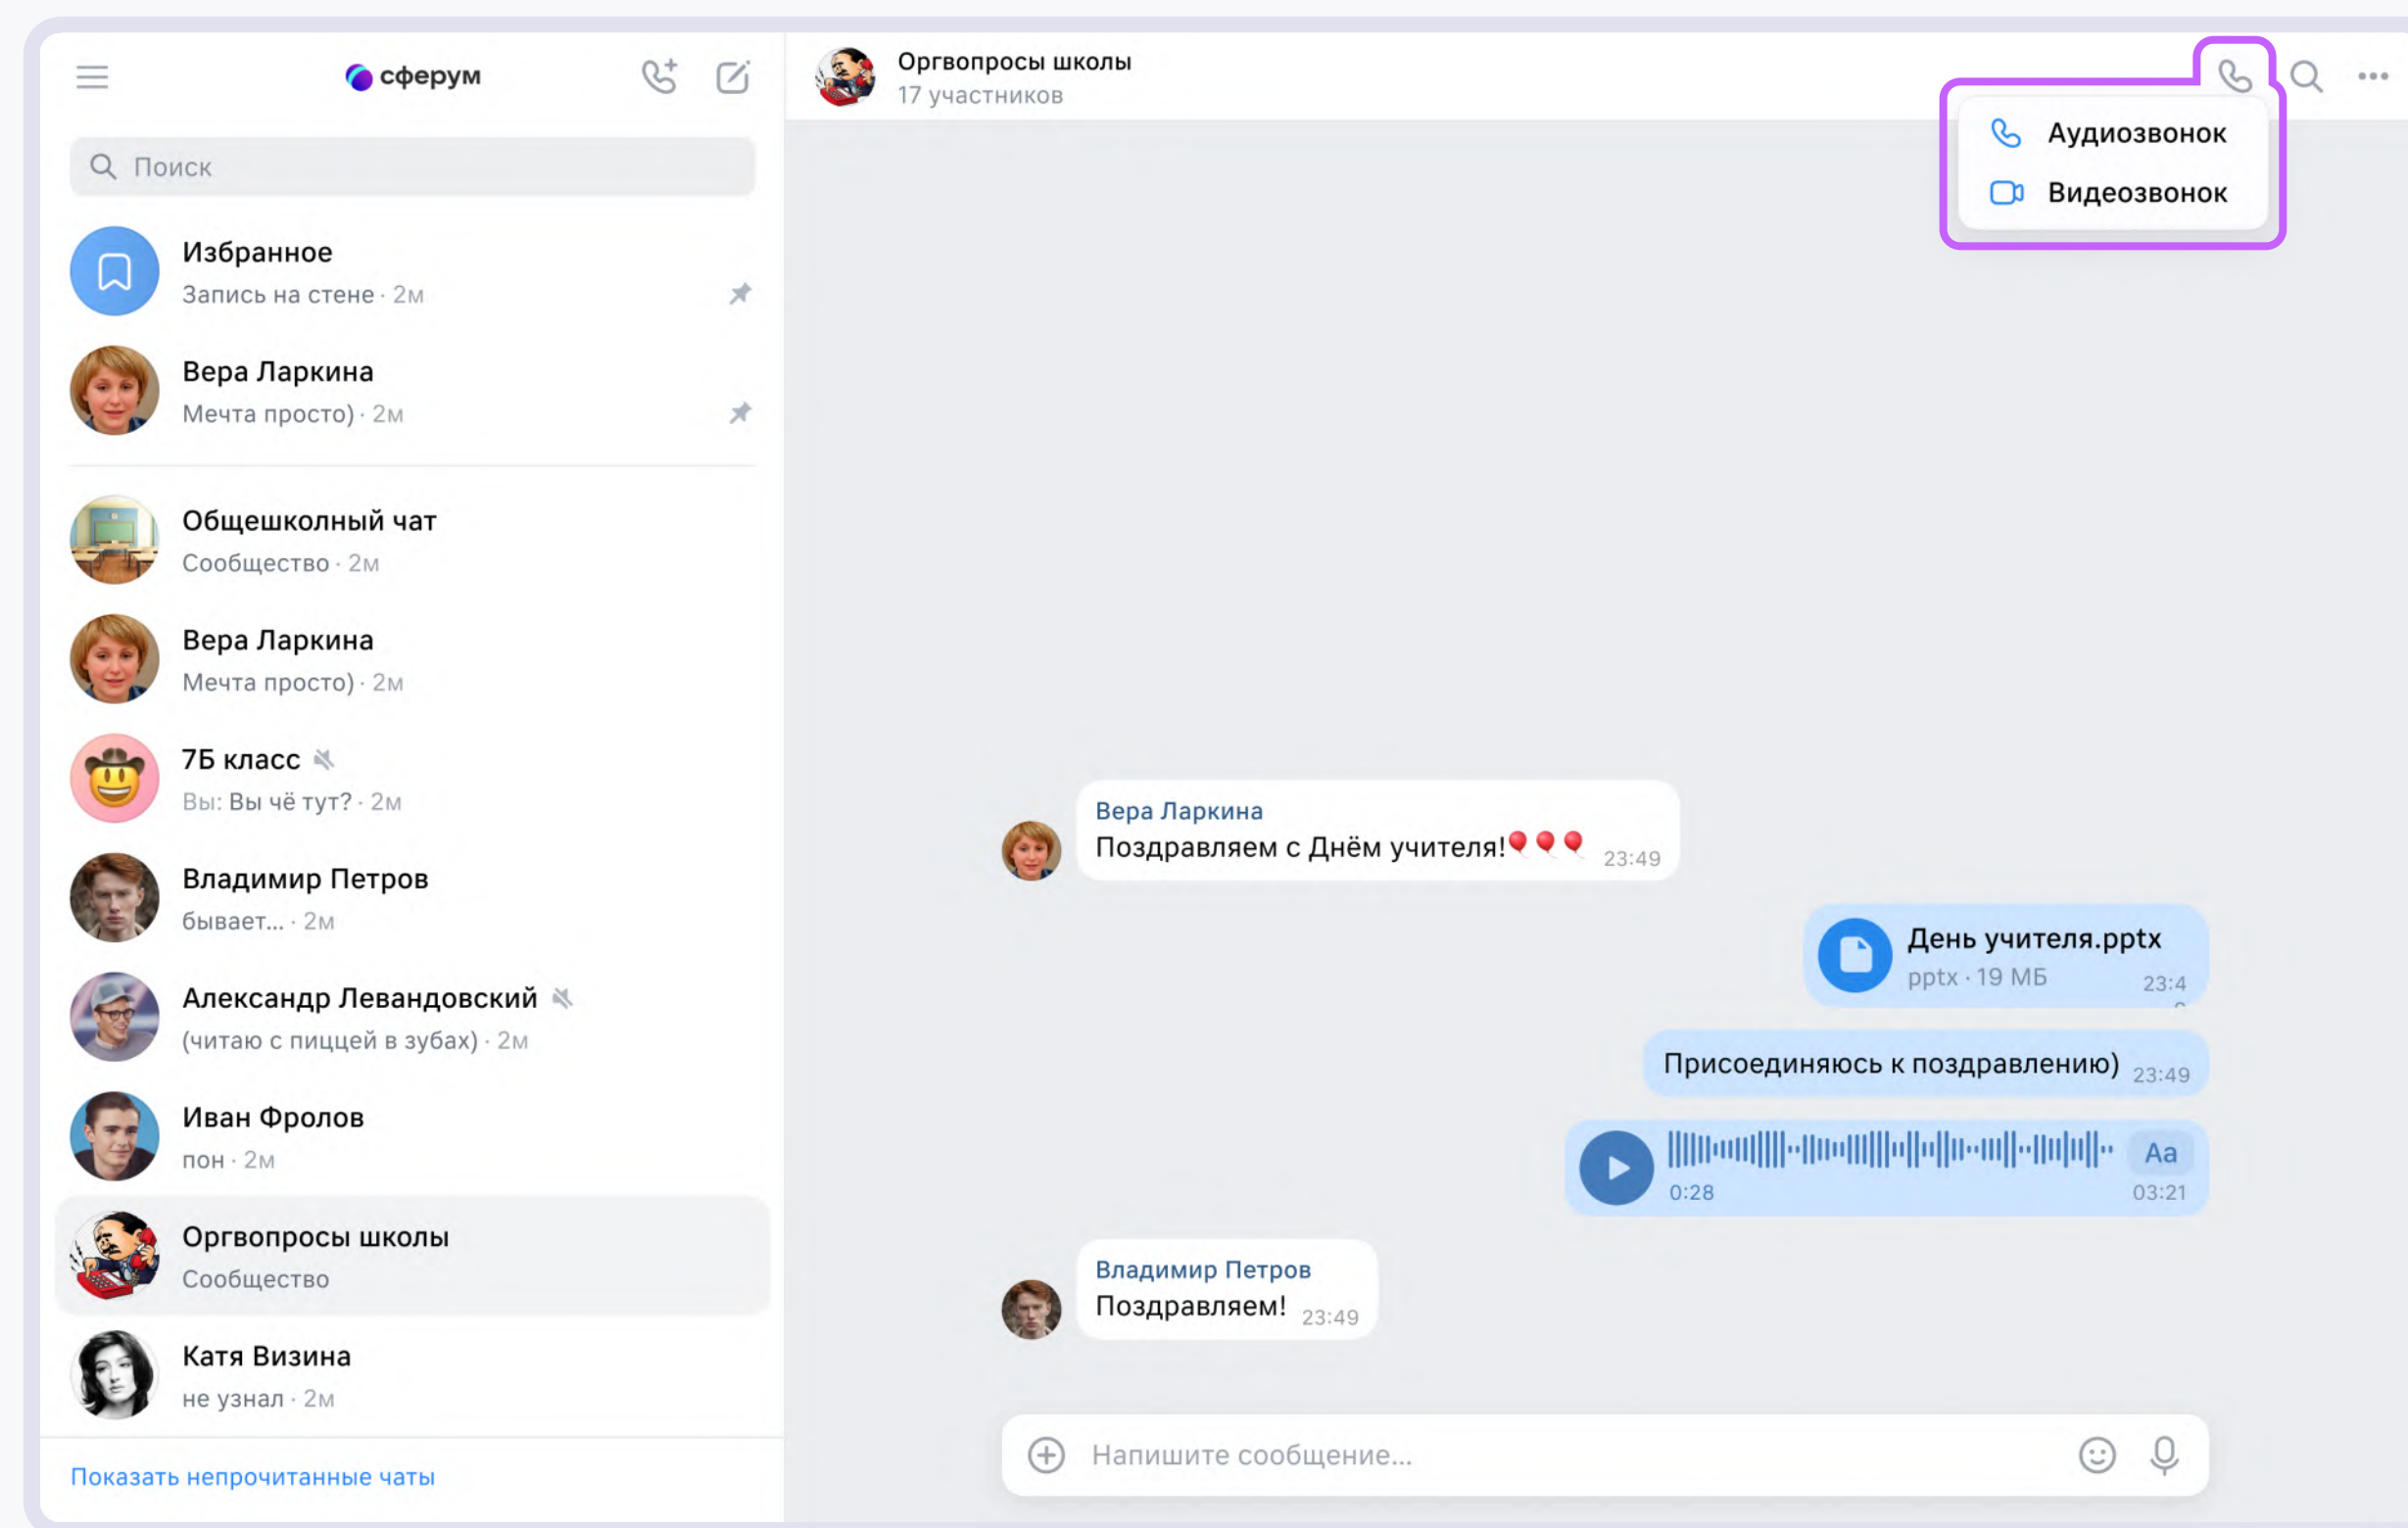 сферум
Поиск
Избранное
Запись на стене · 2м
Вера Ларкина
Мечта просто) · 2м
Общешколный чат
Сообщество · 2м
Вера Ларкина
Мечта просто) · 2м
7Б класс
Вы: Вы чё тут? · 2м
Владимир Петров
бывает... · 2м
Александр Левандовский
(читаю с пиццей в зубах) · 2м
Иван Фролов
пон · 2м
Оргвопросы школы
Сообщество
Катя Визина
не узнал · 2м
Показать непрочитанные чаты
Оргвопросы школы
17 участников
Аудиозвонок
Видеозвонок
Вера Ларкина
Поздравляем с Днём учителя!🎈🎈🎈 23:49
День учителя.pptx
pptx · 19 МБ 23:4
Присоединяюсь к поздравлению) 23:49
Aa
0:28 03:21
Владимир Петров
Поздравляем! 23:49
Напишите сообщение...